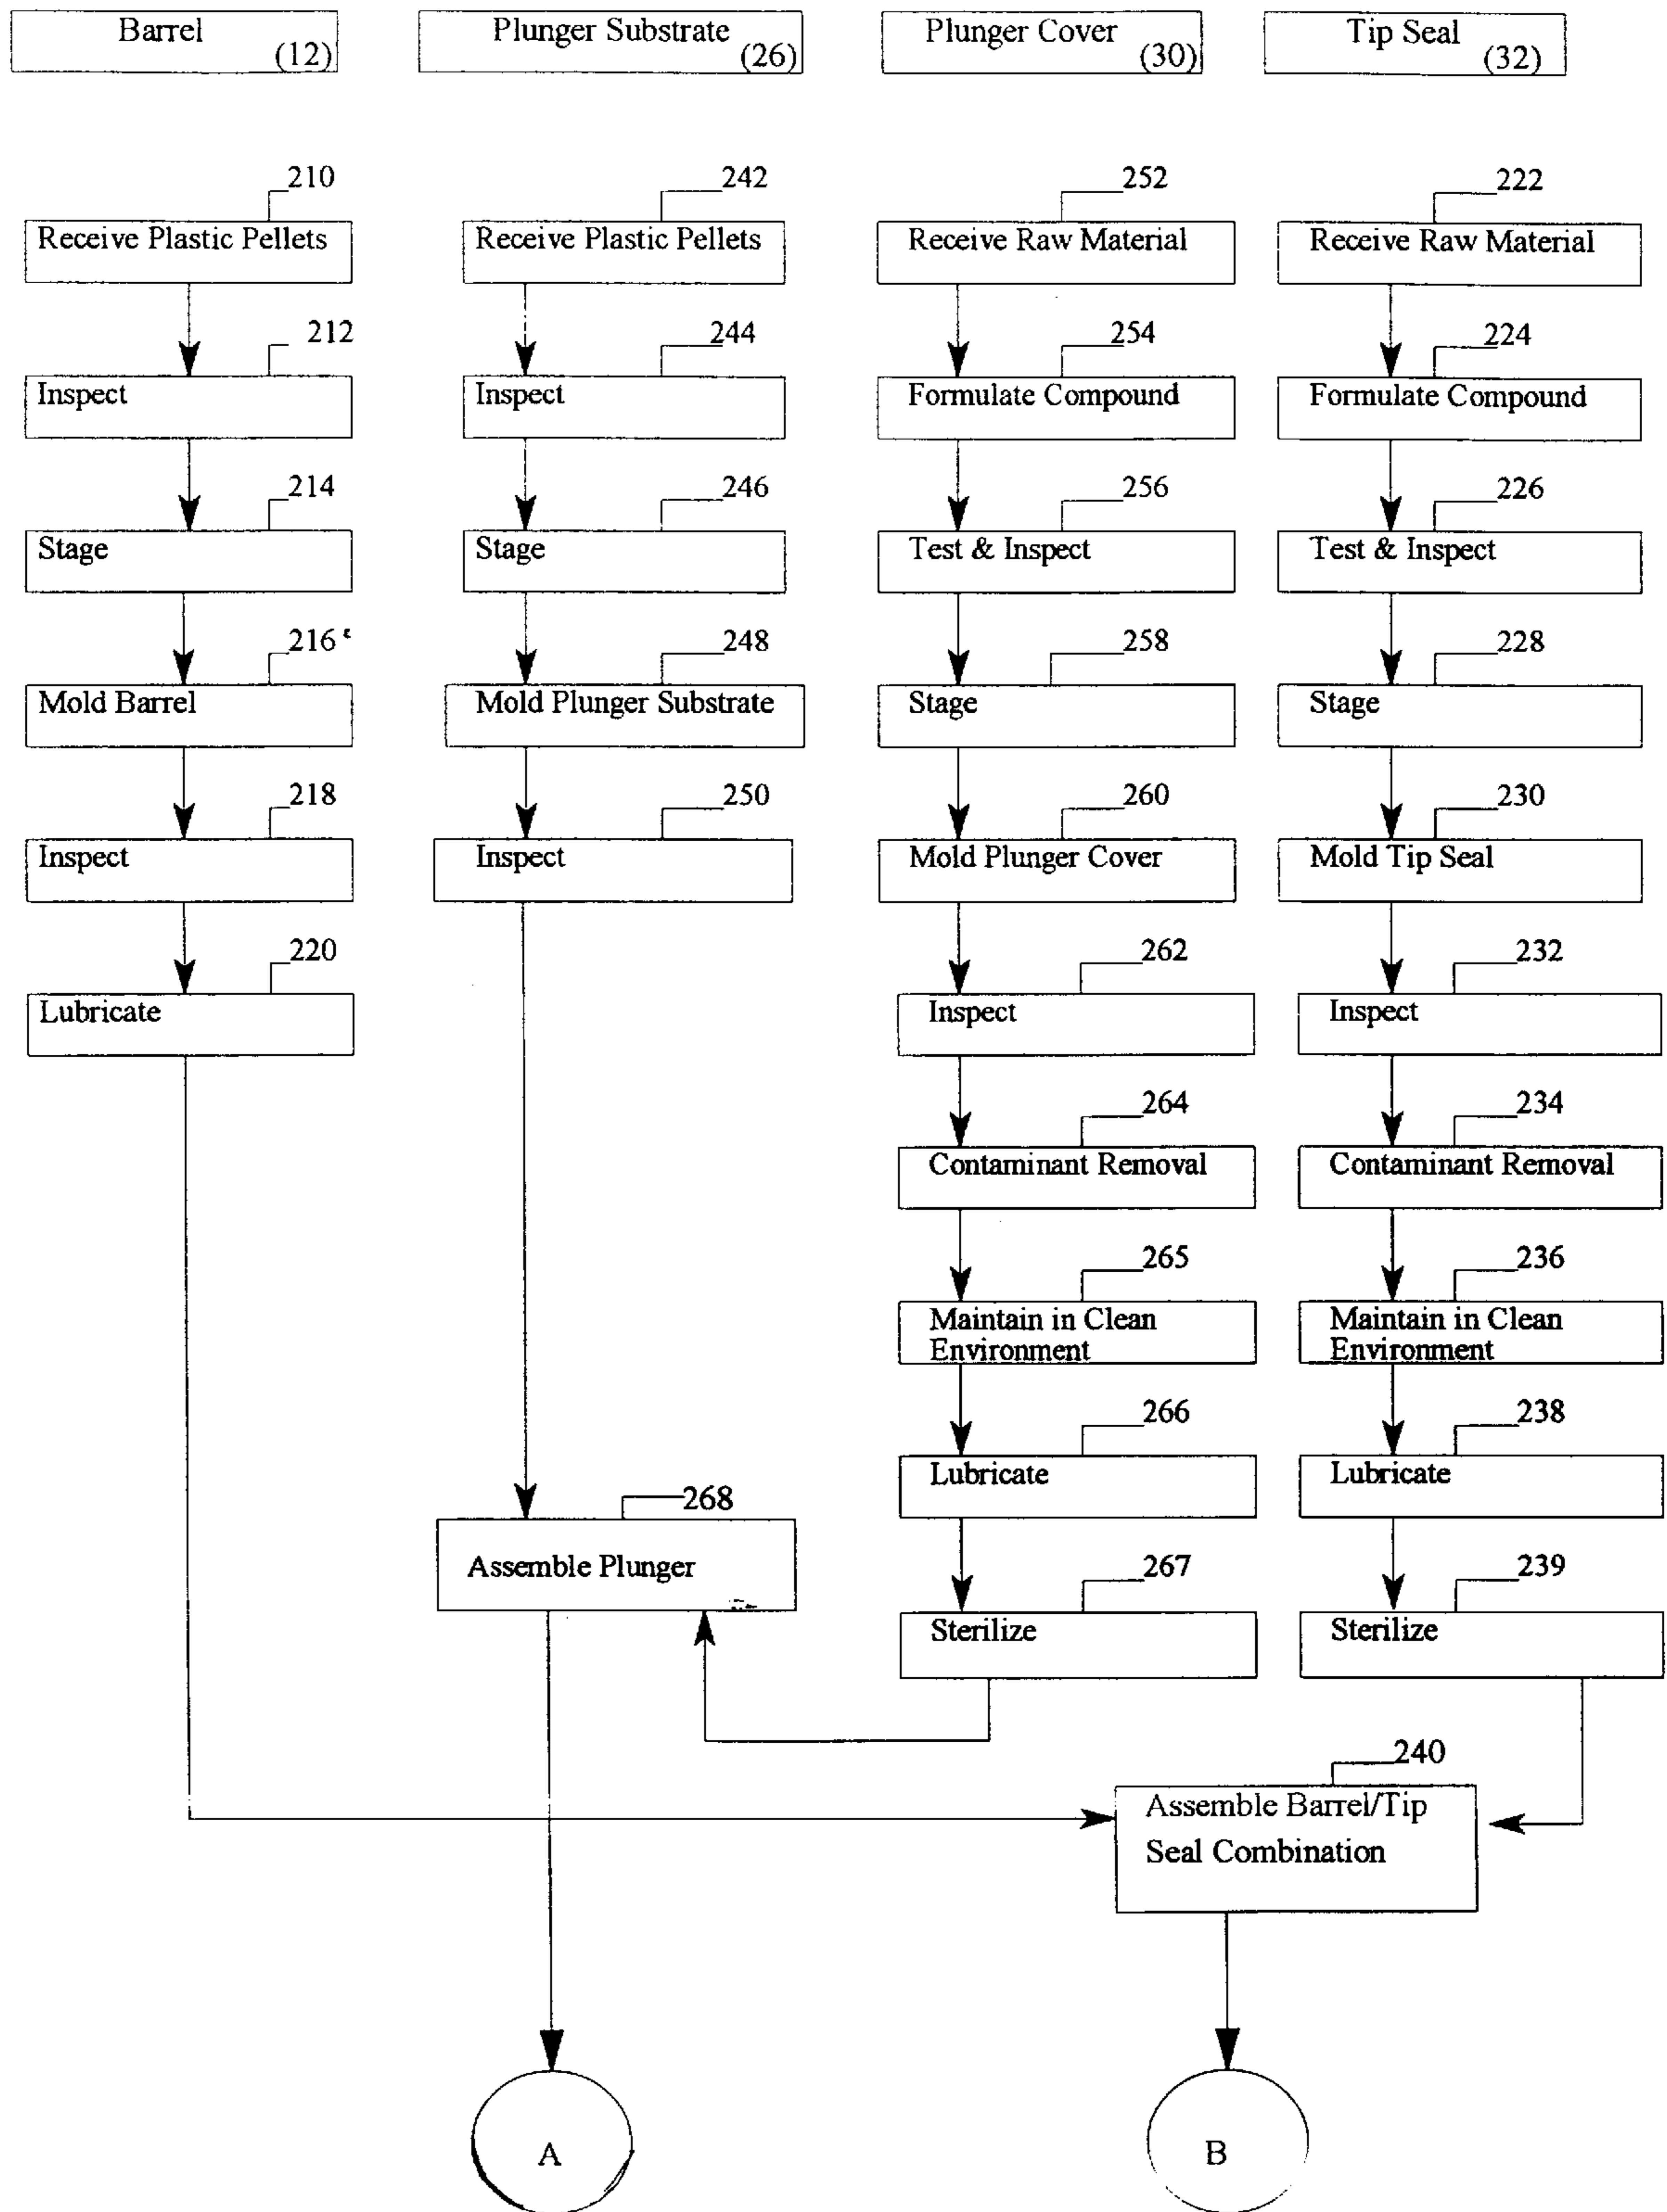 Barrel
(12)
Plunger Substrate
(26)
Plunger Cover
(30)
Tip Seal
(32)
210
242
252
222
Receive Plastic Pellets
Receive Plastic Pellets
Receive Raw Material
Receive Raw Material
212
244
254
224
Inspect
Inspect
Formulate Compound
Formulate Compound
214
246
256
226
Stage
Stage
Test & Inspect
Test & Inspect
216
248
258
228
Mold Barrel
Mold Plunger Substrate
Stage
Stage
218
250
260
230
Inspect
Inspect
Mold Plunger Cover
Mold Tip Seal
220
262
232
Lubricate
Inspect
Inspect
264
234
Contaminant Removal
Contaminant Removal
265
236
Maintain in Clean
Environment
Maintain in Clean
Environment
266
238
Lubricate
Lubricate
268
Assemble Plunger
267
239
Sterilize
Sterilize
240
Assemble Barrel/Tip
Seal Combination
A
B